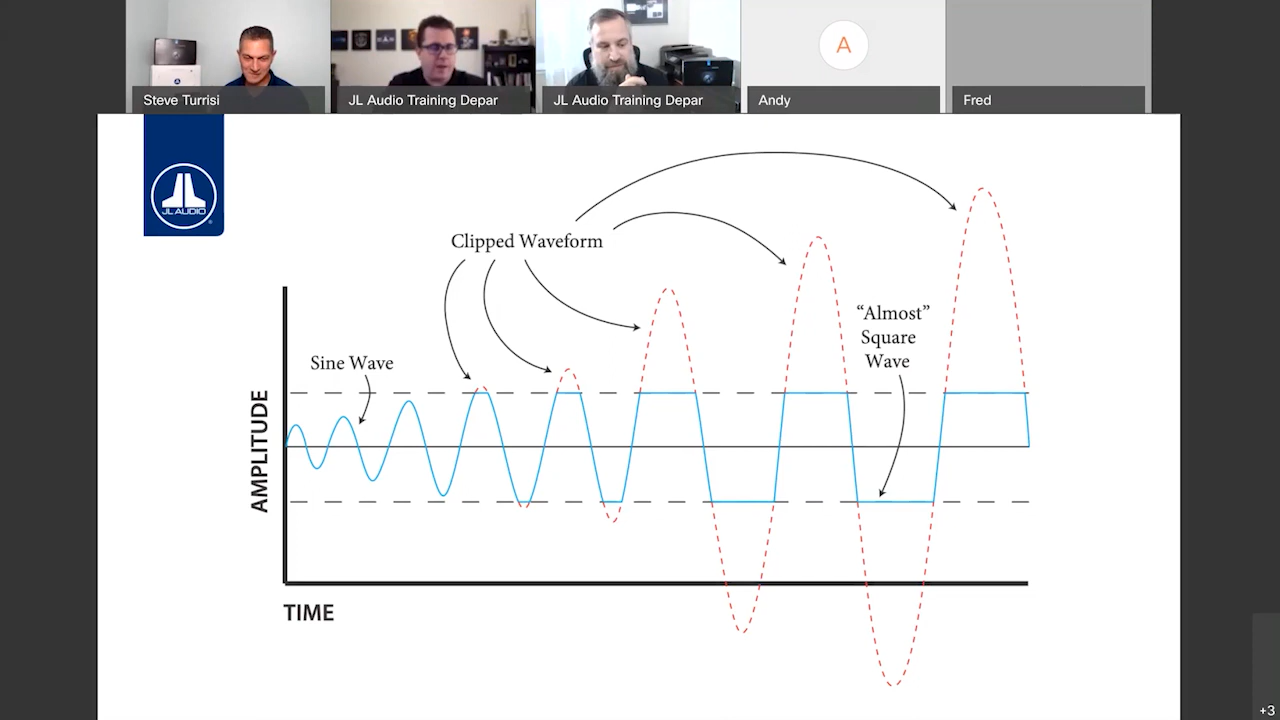 Steve Turrisi
JL Audio Training Depar
JL Audio Training Depar
A
Andy
Fred
JL AUDIO
Clipped Waveform
“Almost”
Square
Wave
Sine Wave
AMPLITUDE
TIME
+3